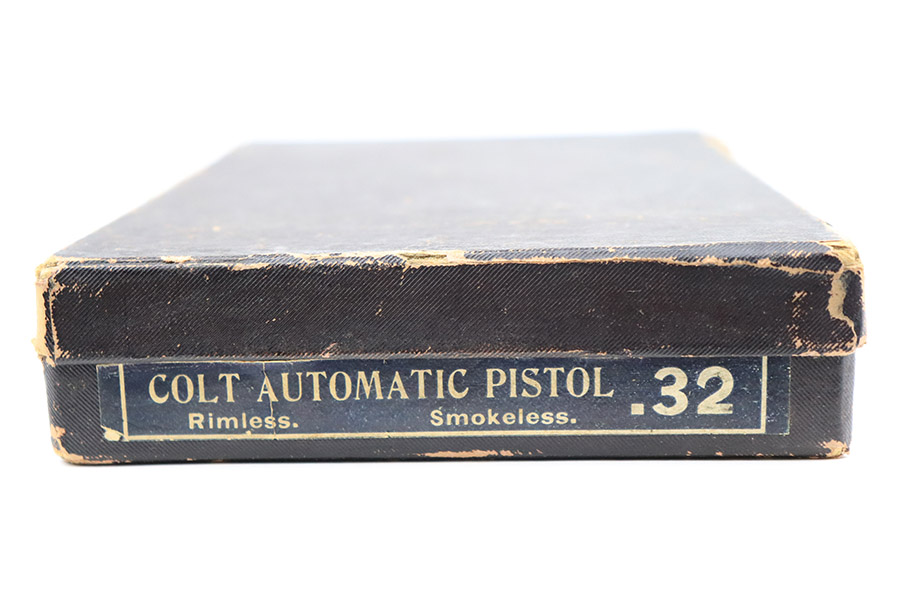 COLT AUTOMATIC PISTOL .32
Rimless. Smokeless.